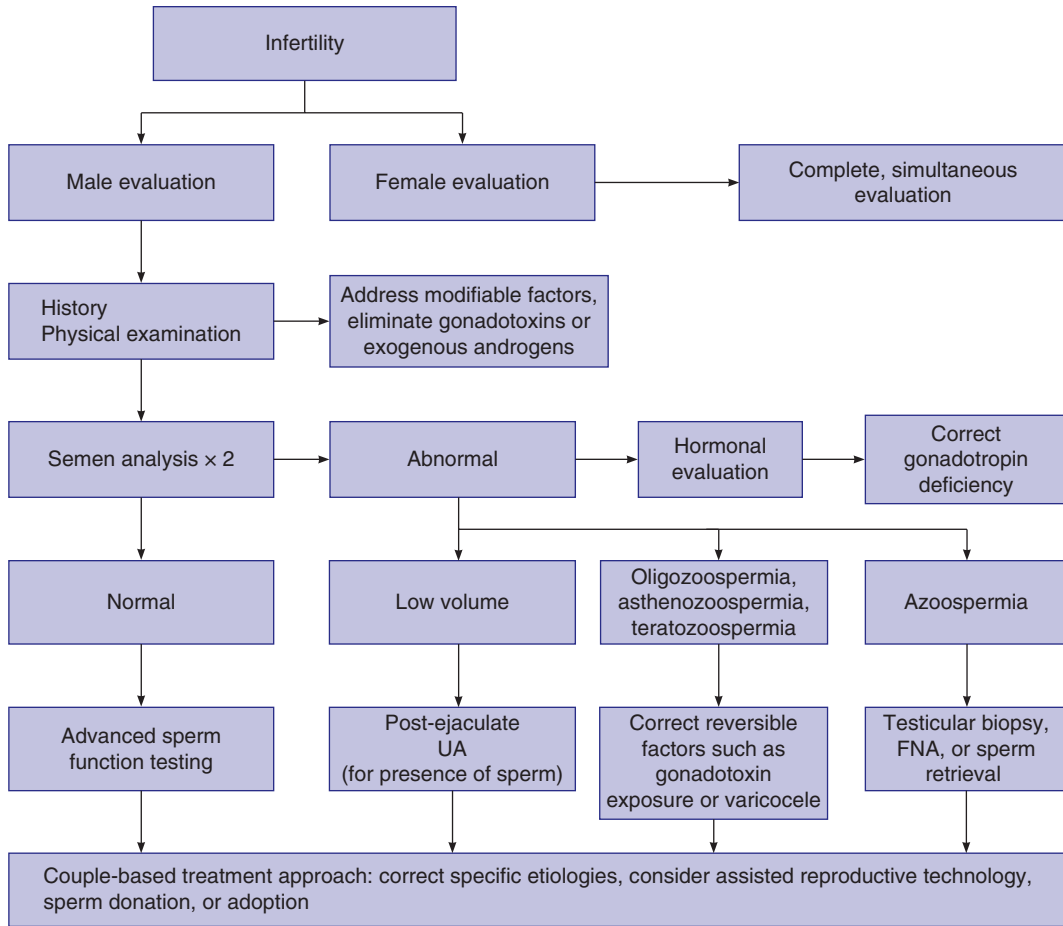 Infertility
Male evaluation
Female evaluation
Complete, simultaneous
evaluation
History
Physical examination
Address modifiable factors,
eliminate gonadotoxins or
exogenous androgens
Semen analysis × 2
Abnormal
Hormonal
evaluation
Correct
gonadotropin
deficiency
Normal
Low volume
Oligozoospermia,
asthenozoospermia,
teratozoospermia
Azoospermia
Advanced sperm
function testing
Post-ejaculate
UA
(for presence of sperm)
Correct reversible
factors such as
gonadotoxin
exposure or varicocele
Testicular biopsy,
FNA, or sperm
retrieval
Couple-based treatment approach: correct specific etiologies, consider assisted reproductive technology,
sperm donation, or adoption